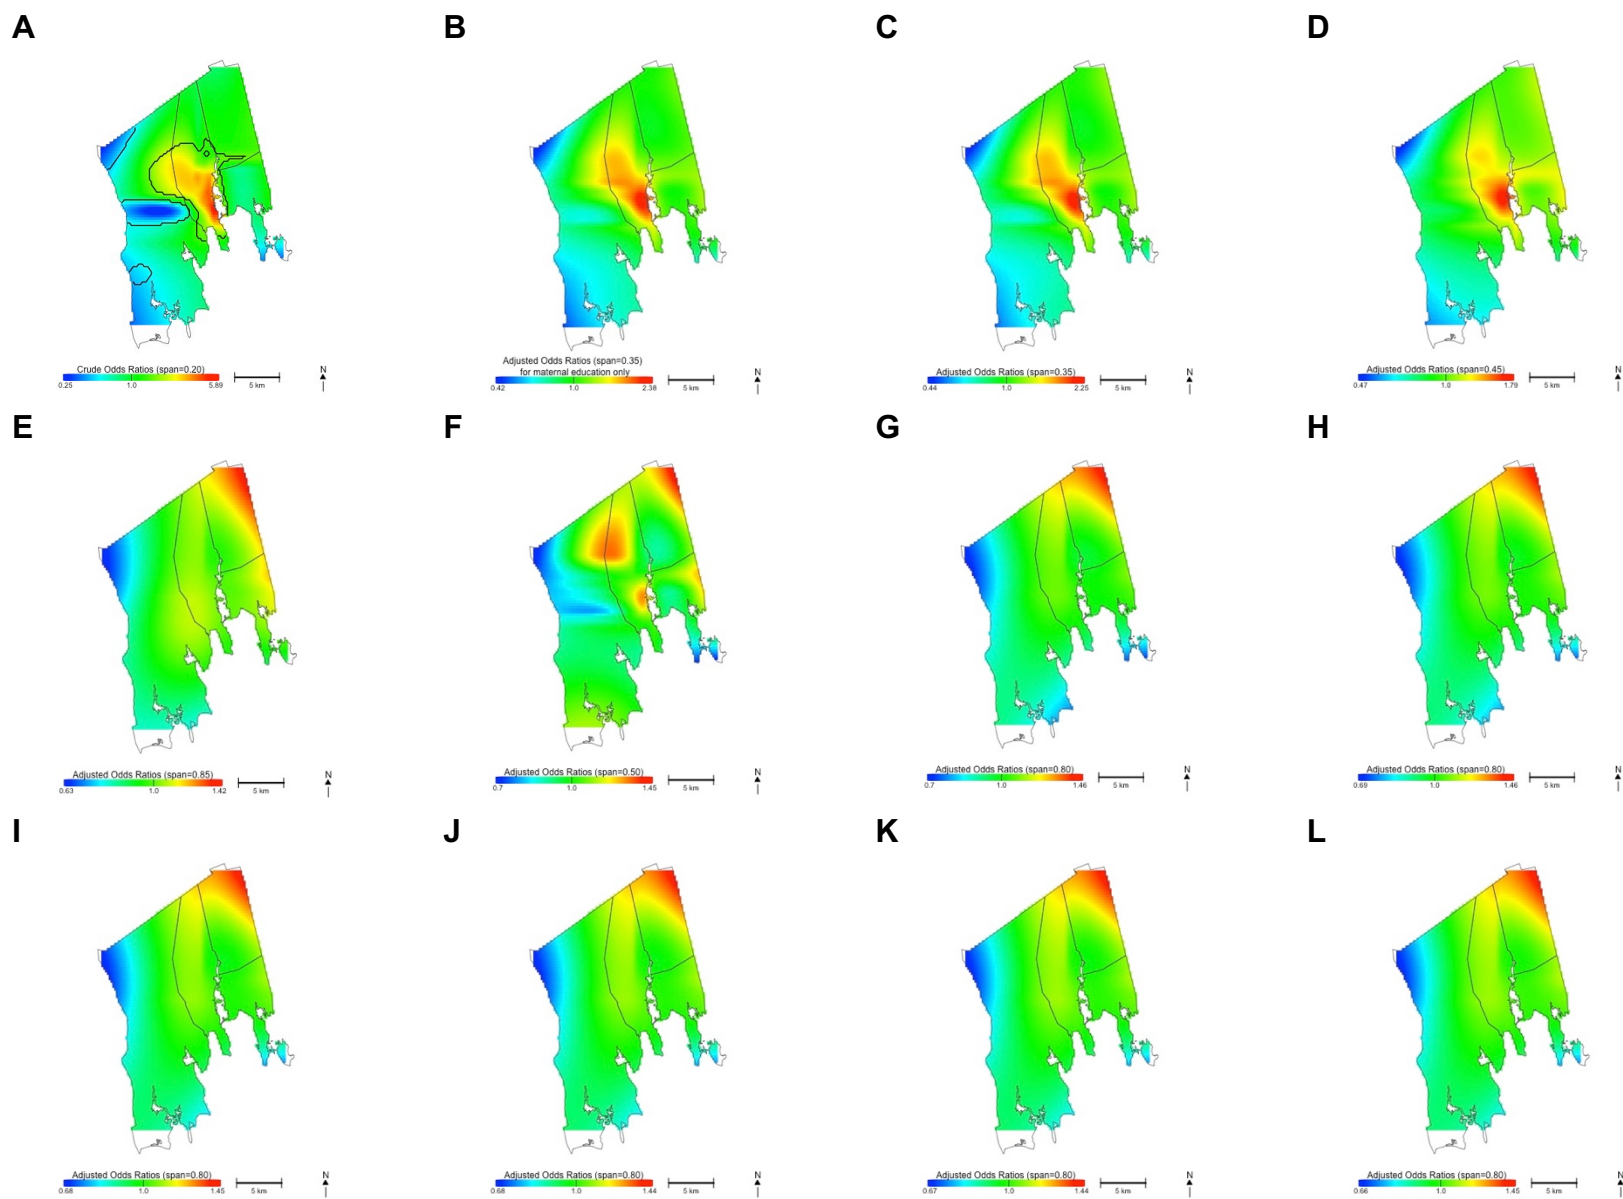 A
B
C
D
Crude Odds Ratios (span=0.20)
0.25 1.0 5.89
5 km
N
Adjusted Odds Ratios (span=0.35)
for maternal education only
0.42 1.0 2.38
5 km
N
Adjusted Odds Ratios (span=0.35)
0.44 1.0 2.25
5 km
N
Adjusted Odds Ratios (span=0.45)
0.47 1.0 1.79
5 km
N
E
F
G
H
Adjusted Odds Ratios (span=0.85)
0.63 1.0 1.42
5 km
N
Adjusted Odds Ratios (span=0.50)
0.7 1.0 1.45
5 km
N
Adjusted Odds Ratios (span=0.80)
0.7 1.0 1.46
5 km
N
Adjusted Odds Ratios (span=0.80)
0.69 1.0 1.46
5 km
N
I
J
K
L
Adjusted Odds Ratios (span=0.80)
0.68 1.0 1.45
5 km
N
Adjusted Odds Ratios (span=0.80)
0.68 1.0 1.44
5 km
N
Adjusted Odds Ratios (span=0.80)
0.67 1.0 1.44
5 km
N
Adjusted Odds Ratios (span=0.80)
0.66 1.0 1.45
5 km
N